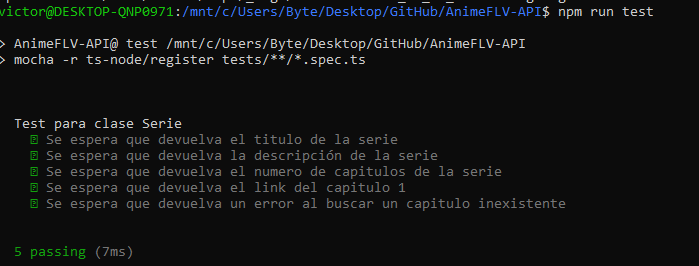 victor@DESKTOP-QNP0971:/mnt/c/Users/Byte/Desktop/GitHub/AnimeFLV-API$ npm run test
> AnimeFLV-API@ test /mnt/c/Users/Byte/Desktop/GitHub/AnimeFLV-API
> mocha -r ts-node/register tests/**/*.spec.ts
Test para clase Serie
Se espera que devuelva el titulo de la serie
Se espera que devuelva la descripción de la serie
Se espera que devuelva el numero de capitulos de la serie
Se espera que devuelva el link del capitulo 1
Se espera que devuelva un error al buscar un capitulo inexistente
5 passing (7ms)